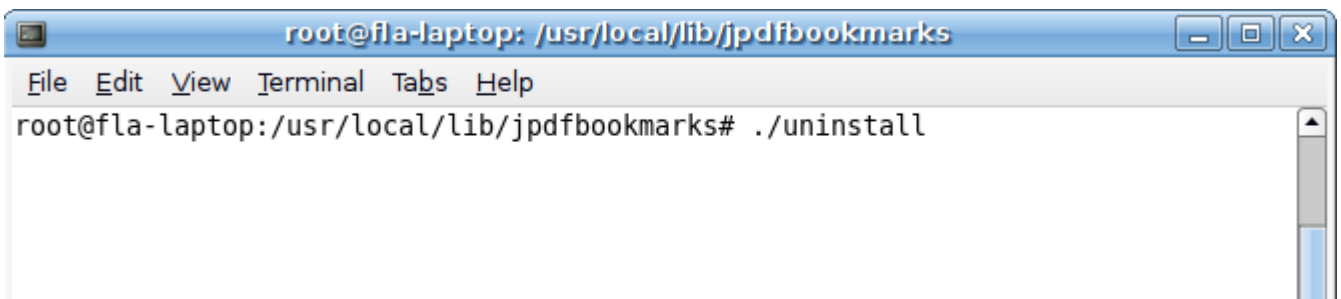 root@fla-laptop: /usr/local/lib/jpdfbookmarks
File Edit View Terminal Tabs Help
root@fla-laptop:/usr/local/lib/jpdfbookmarks# ./uninstall